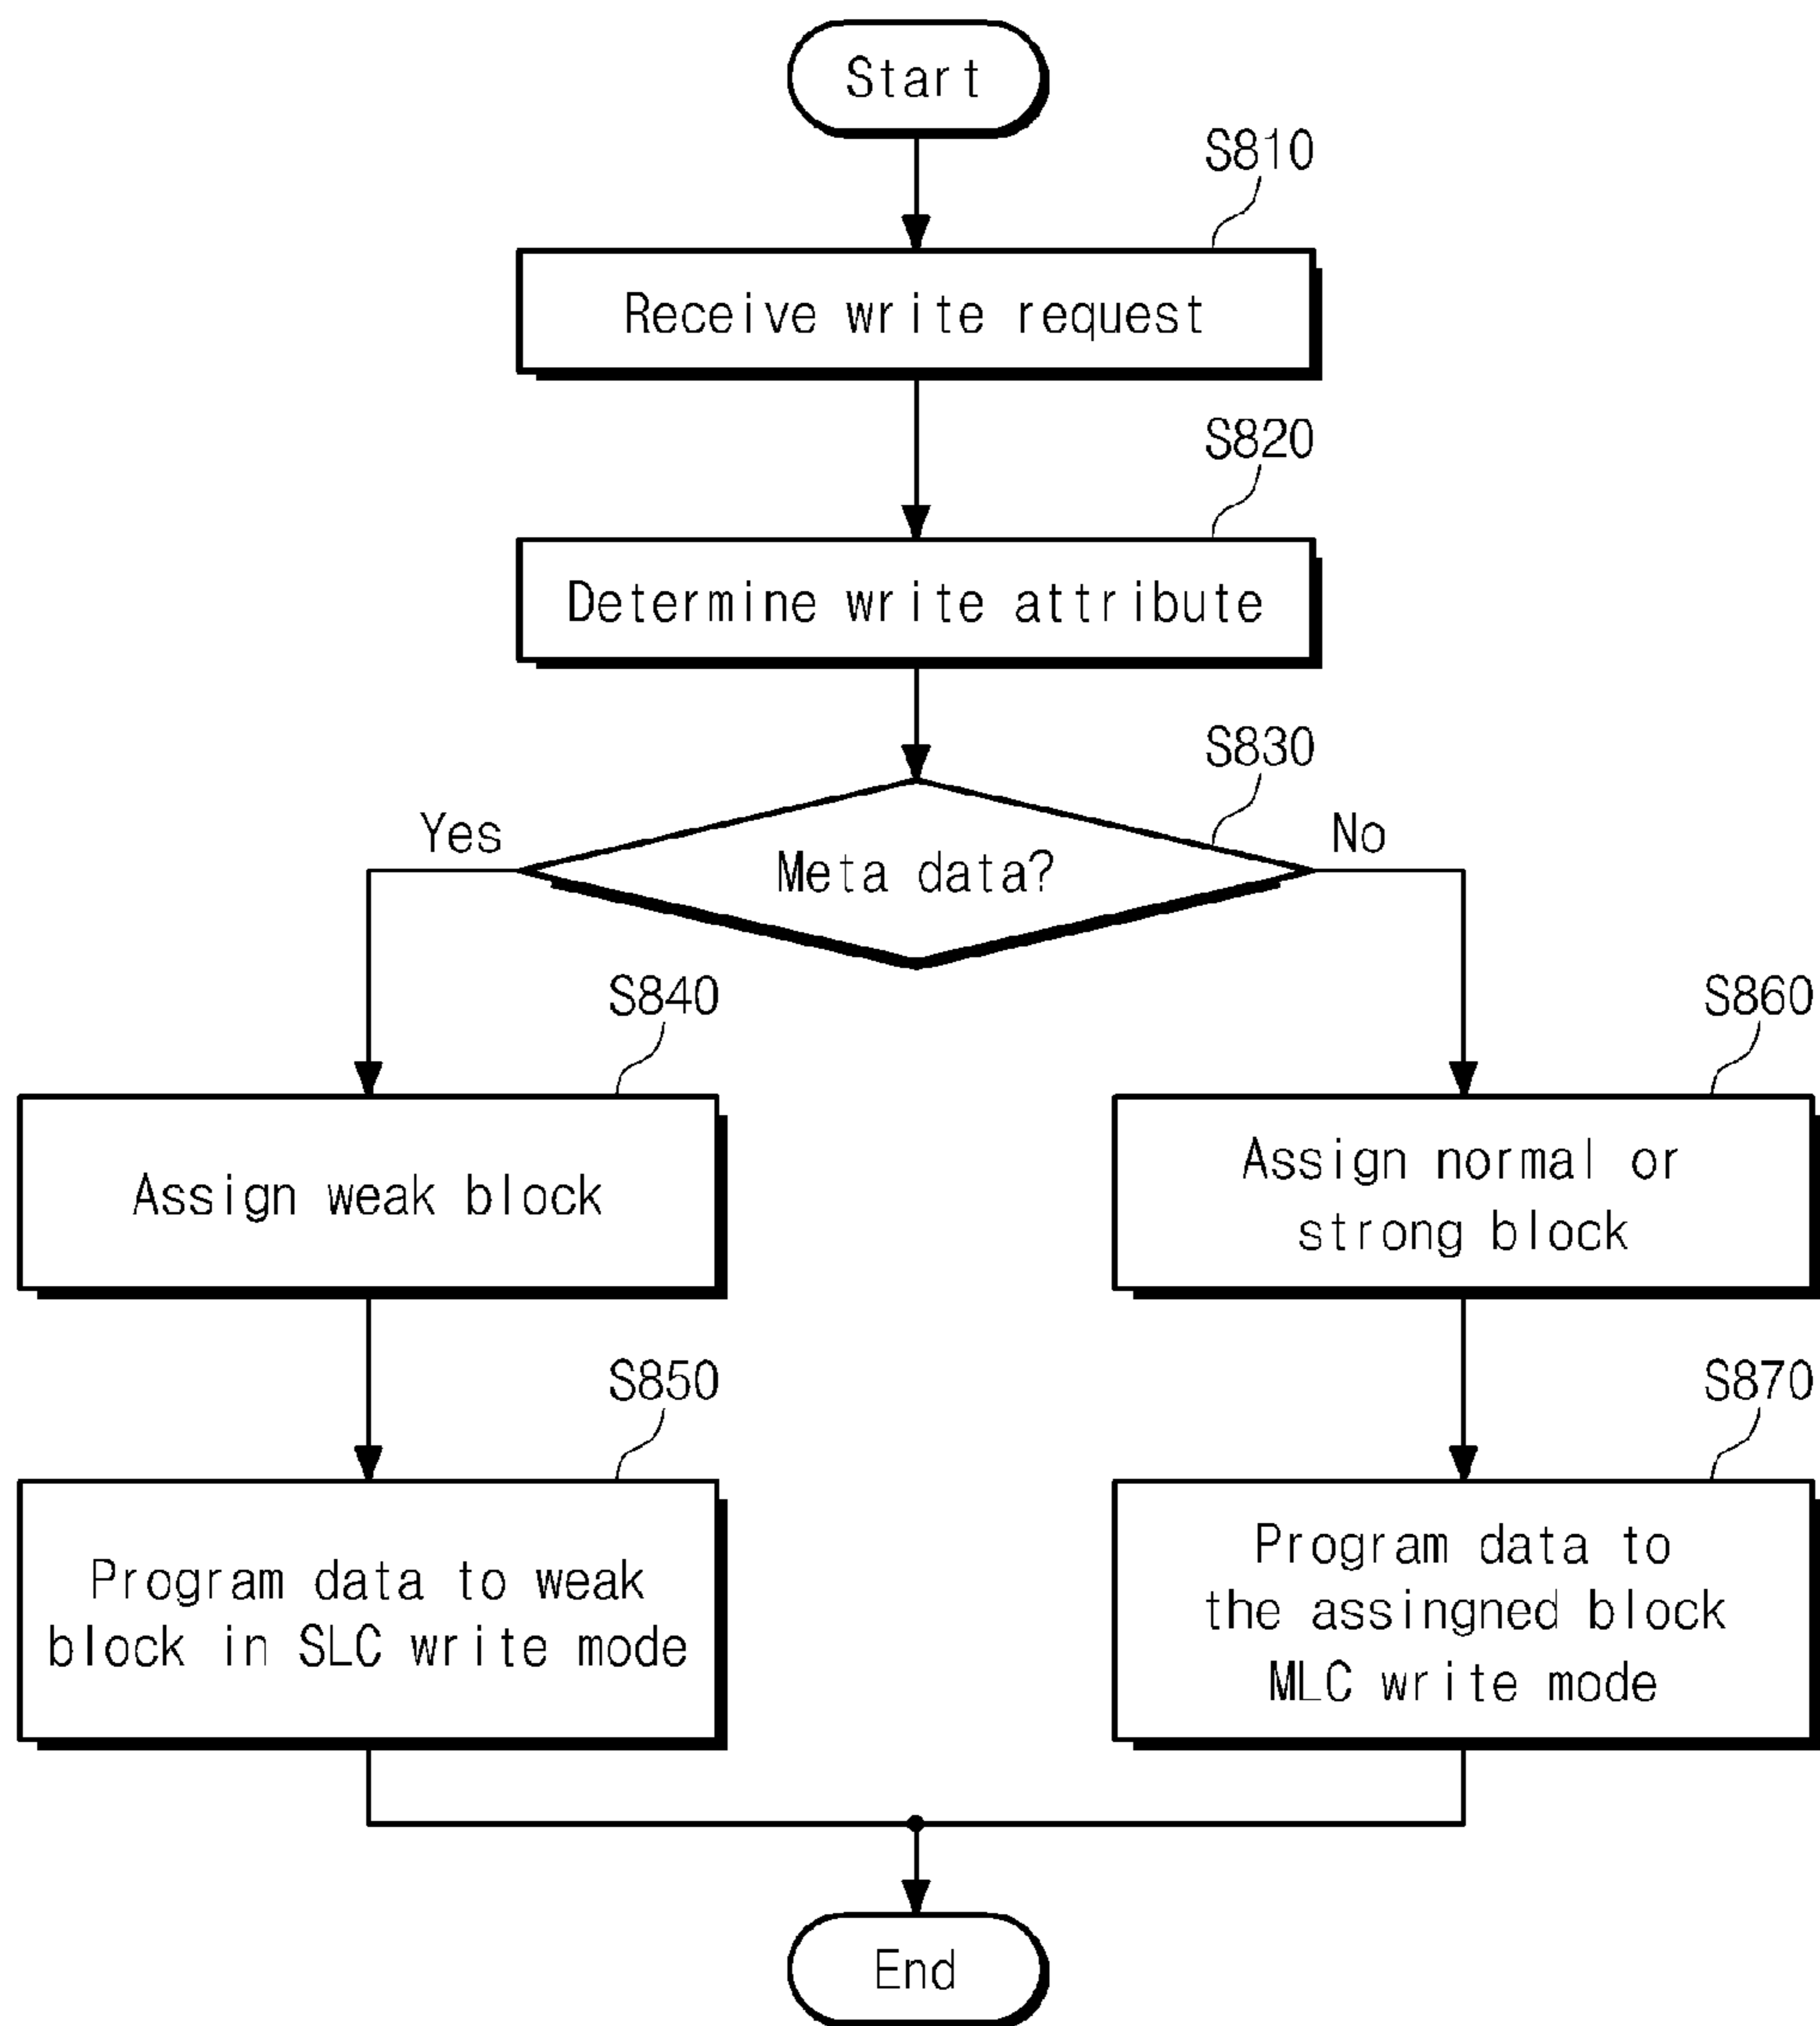 Start
S810
Receive write request
S820
Determine write attribute
S830
Yes
No
Meta data?
S840
S860
Assign weak block
Assign normal or
strong block
S850
S870
Program data to weak
block in SLC write mode
Program data to
the assingned block
MLC write mode
End